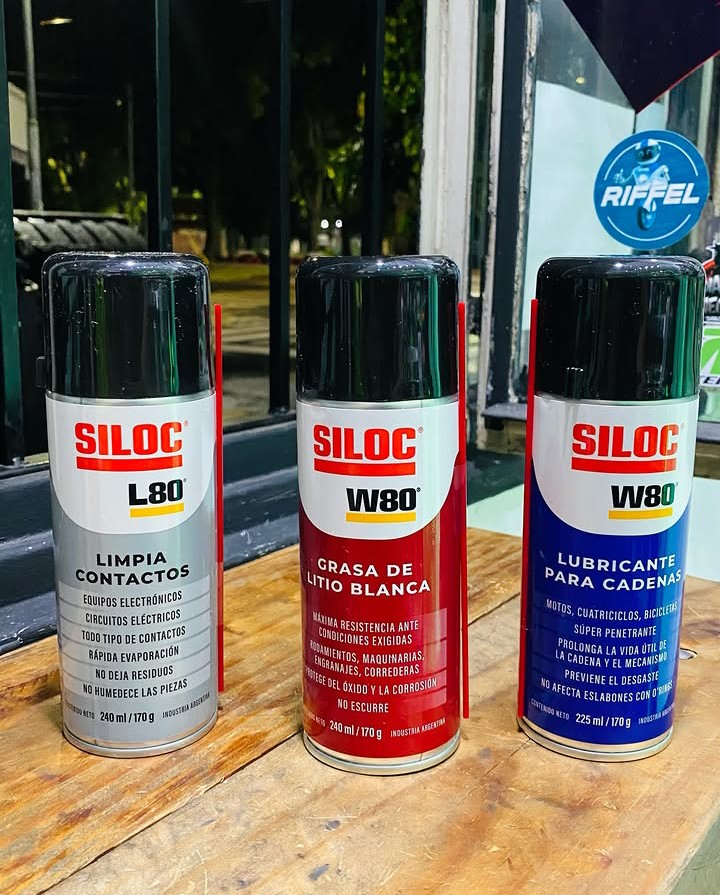 RIFFEL
SILOC
L80
LIMPIA
CONTACTOS
EQUIPOS ELECTRÓNICOS
CIRCUITOS ELÉCTRICOS
TODO TIPO DE CONTACTOS
RÁPIDA EVAPORACIÓN
NO DEJA RESIDUOS
NO HUMEDECE LAS PIEZAS
CONTENIDO NETO 240 ml / 170 g INDUSTRIA ARGENTINA
SILOC
W80
GRASA DE
LITIO BLANCA
MÁXIMA RESISTENCIA ANTE
CONDICIONES EXIGIDAS
RODAMIENTOS, MAQUINARIAS,
ENGRANAJES, CORREDERAS
PROTEGE DEL ÓXIDO Y LA CORROSIÓN
NO ESCURRE
NETO 240 ml / 170 g INDUSTRIA ARGENTINA
SILOC
W80
LUBRICANTE
PARA CADENAS
MOTOS, CUATRICICLOS, BICICLETAS
SÚPER PENETRANTE
PROLONGA LA VIDA ÚTIL DE
LA CADENA Y EL MECANISMO
PREVIENE EL DESGASTE
NO AFECTA ESLABONES CON O'RINGS
CONTENIDO NETO 225 ml / 170 g INDUSTRIA